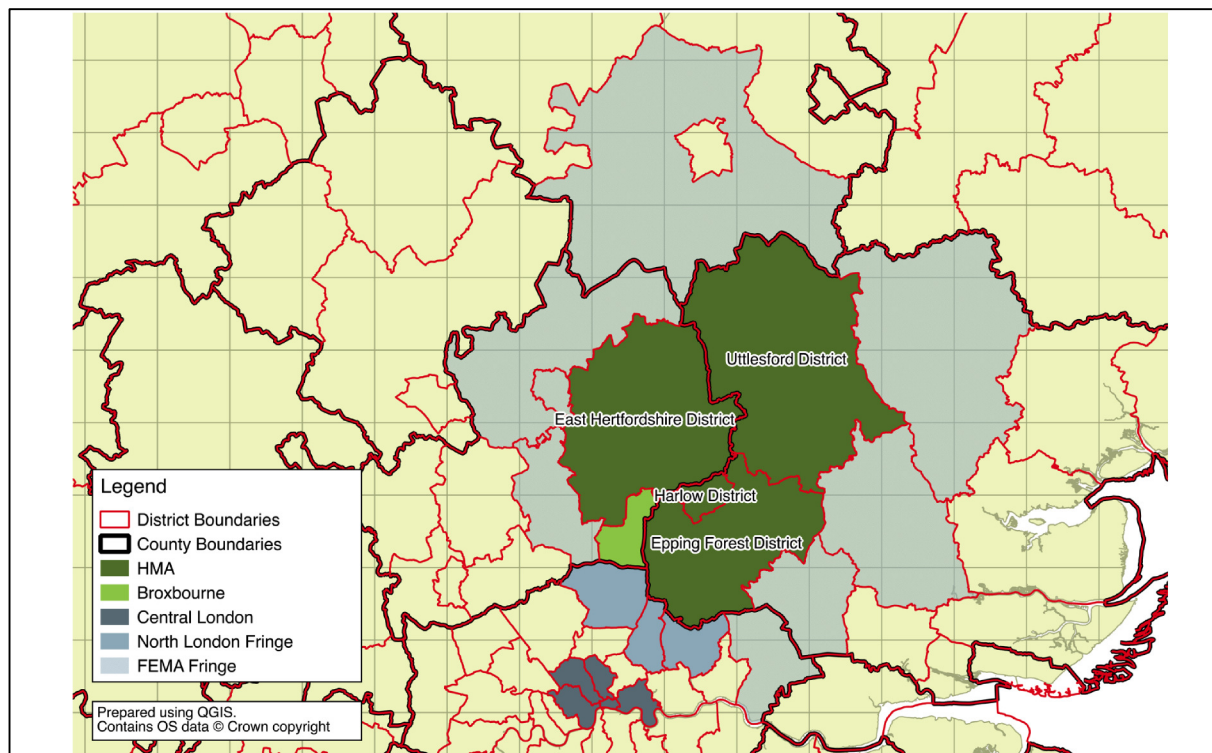 Uttlesford District
East Hertfordshire District
Harlow District
Epping Forest District
Legend
District Boundaries
County Boundaries
HMA
Broxbourne
Central London
North London Fringe
FEMA Fringe
Prepared using QGIS.
Contains OS data © Crown copyright